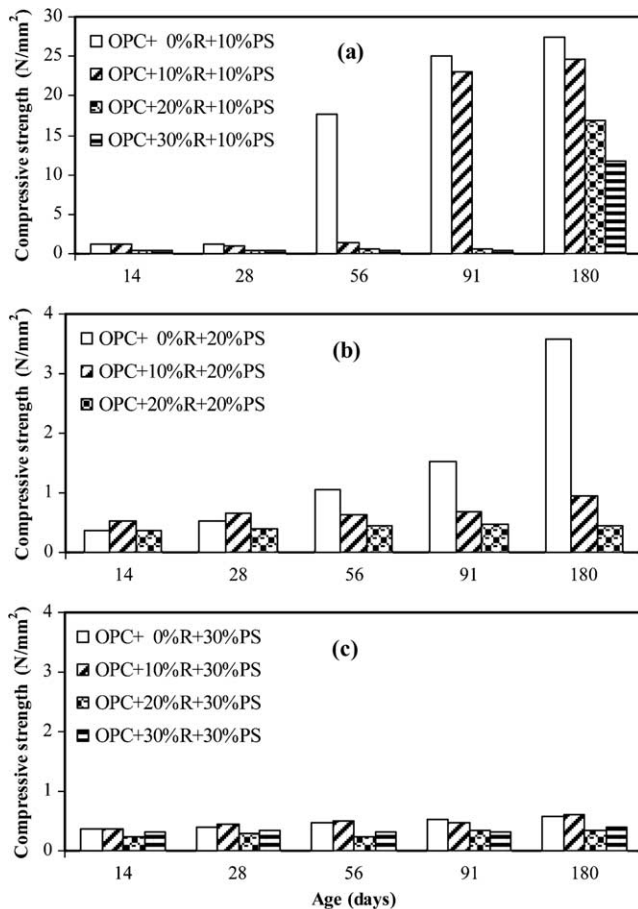 Compressive strength (N/mm²)
30
25
20
15
10
5
0
(a)
OPC+ 0%R+10%PS
OPC+10%R+10%PS
OPC+20%R+10%PS
OPC+30%R+10%PS
14 28 56 91 180
Compressive strength (N/mm²)
4
3
2
1
0
(b)
OPC+ 0%R+20%PS
OPC+10%R+20%PS
OPC+20%R+20%PS
14 28 56 91 180
Compressive strength (N/mm²)
4
3
2
1
0
(c)
OPC+ 0%R+30%PS
OPC+10%R+30%PS
OPC+20%R+30%PS
OPC+30%R+30%PS
14 28 56 91 180
Age (days)